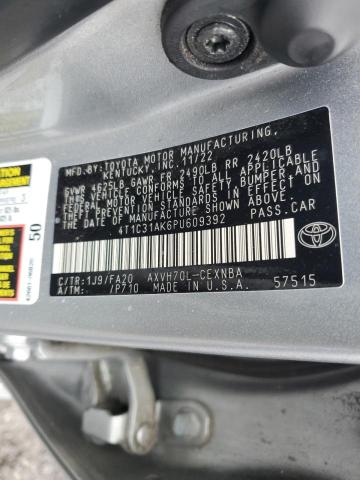 MFD. BY: TOYOTA MOTOR MANUFACTURING,
KENTUCKY, INC. 11/22
GVWR 4625LB GAWR FR 2490LB RR 2420LB
THIS VEHICLE CONFORMS TO ALL APPLICABLE
FEDERAL MOTOR VEHICLE SAFETY, BUMPER, AND
THEFT PREVENTION STANDARDS IN EFFECT ON
THE DATE OF MANUFACTURE SHOWN ABOVE.
4T1C31AK6PU609392 PASS.CAR
C/TR: 1J9/FA20 AXVH70L-CEXNBA
A/TM: 7P710 MADE IN U.S.A. 57515
TOYOTA
50